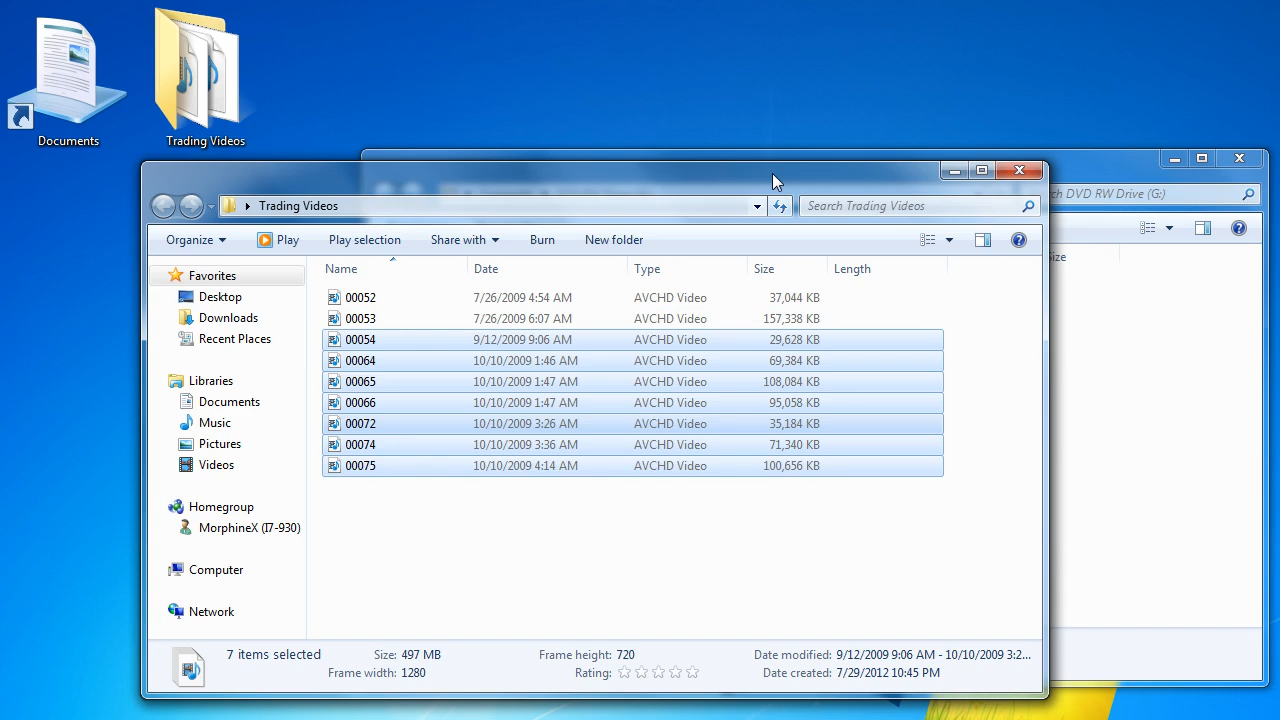 Documents
Trading Videos
Trading Videos
Search Trading Videos
ch DVD RW Drive (G:)
Organize Play Play selection Share with Burn New folder
Name Date Type Size Length
ize
Favorites
Desktop
Downloads
Recent Places
Libraries
Documents
Music
Pictures
Videos
Homegroup
MorphineX (I7-930)
Computer
Network
00052 7/26/2009 4:54 AM AVCHD Video 37,044 KB
00053 7/26/2009 6:07 AM AVCHD Video 157,338 KB
00054 9/12/2009 9:06 AM AVCHD Video 29,628 KB
00064 10/10/2009 1:46 AM AVCHD Video 69,384 KB
00065 10/10/2009 1:47 AM AVCHD Video 108,084 KB
00066 10/10/2009 1:47 AM AVCHD Video 95,058 KB
00072 10/10/2009 3:26 AM AVCHD Video 35,184 KB
00074 10/10/2009 3:36 AM AVCHD Video 71,340 KB
00075 10/10/2009 4:14 AM AVCHD Video 100,656 KB
7 items selected Size: 497 MB Frame height: 720 Date modified: 9/12/2009 9:06 AM - 10/10/2009 3:2...
Frame width: 1280 Rating: Date created: 7/29/2012 10:45 PM